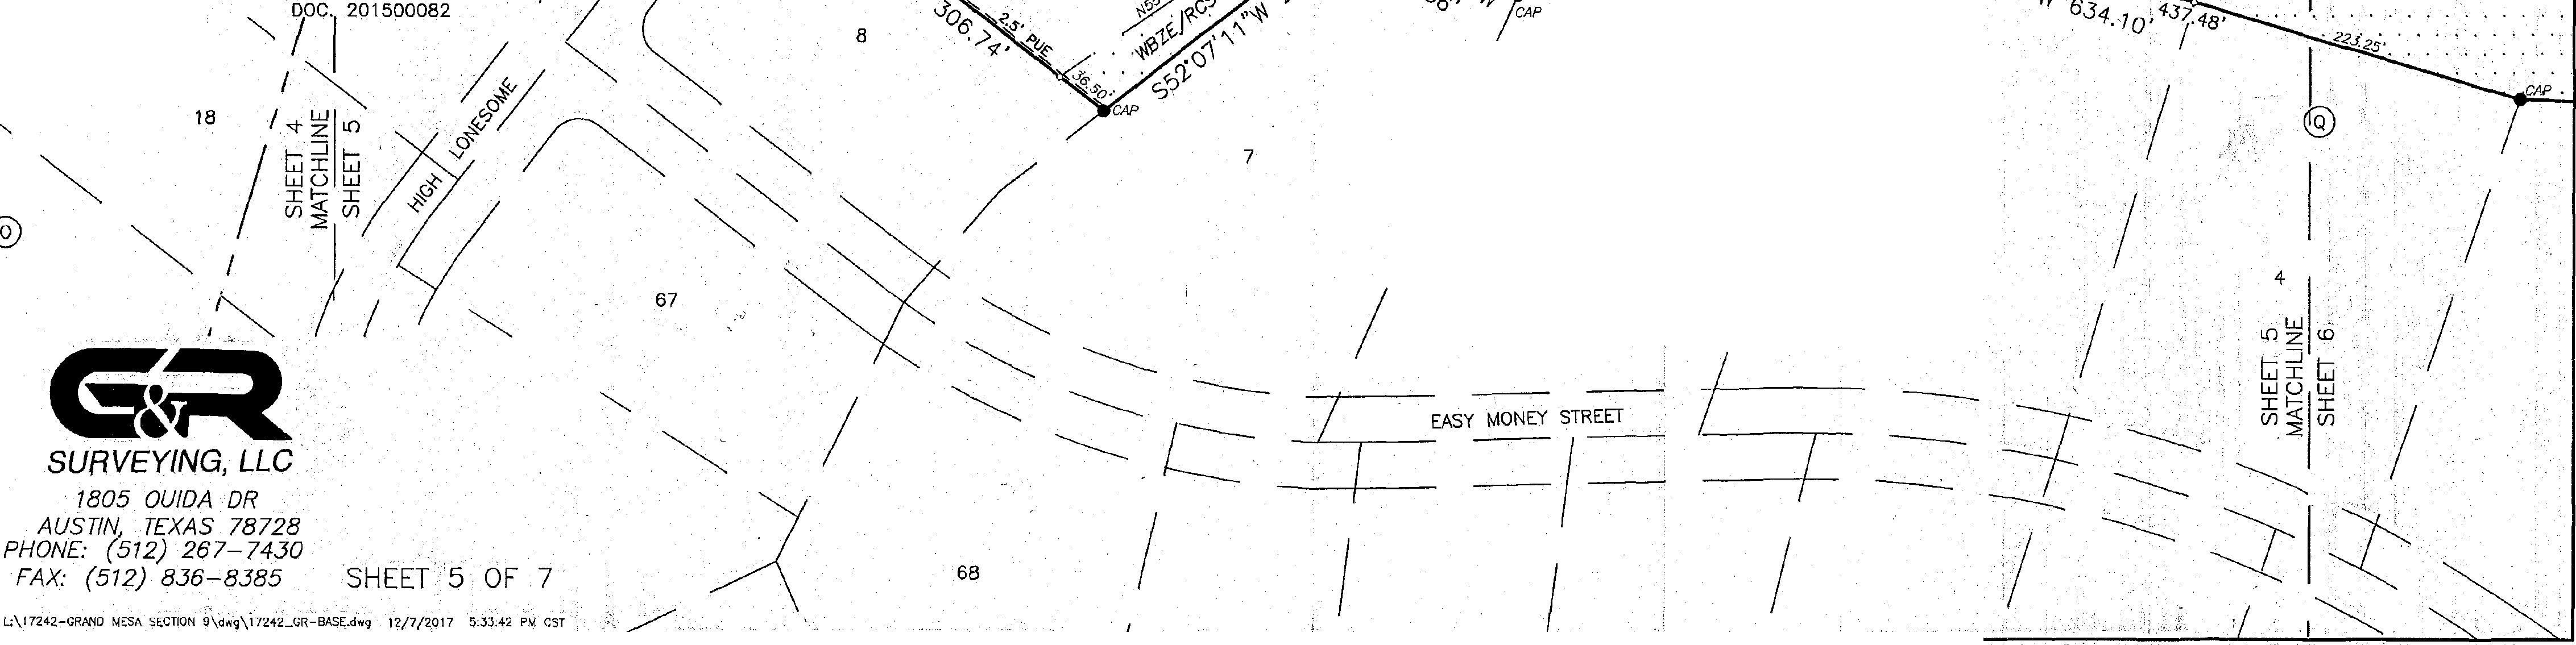 DOC. 201500082
18
SHEET 4
MATCHLINE
SHEET 5
HIGH LONESOME
O
8
306.74'
2.5' PUE
36.50'
CAP
WBZE/RCS
S52°07'11"W
CAP
7
634.10'
437.48'
223.25'
CAP
Q
4
SHEET 5
MATCHLINE
SHEET 6
67
EASY MONEY STREET
68
G&R
SURVEYING, LLC
1805 OUIDA DR
AUSTIN, TEXAS 78728
PHONE: (512) 267-7430
FAX: (512) 836-8385
SHEET 5 OF 7
L:\17242-GRAND MESA SECTION 9\dwg\17242_GR-BASE.dwg 12/7/2017 5:33:42 PM CST